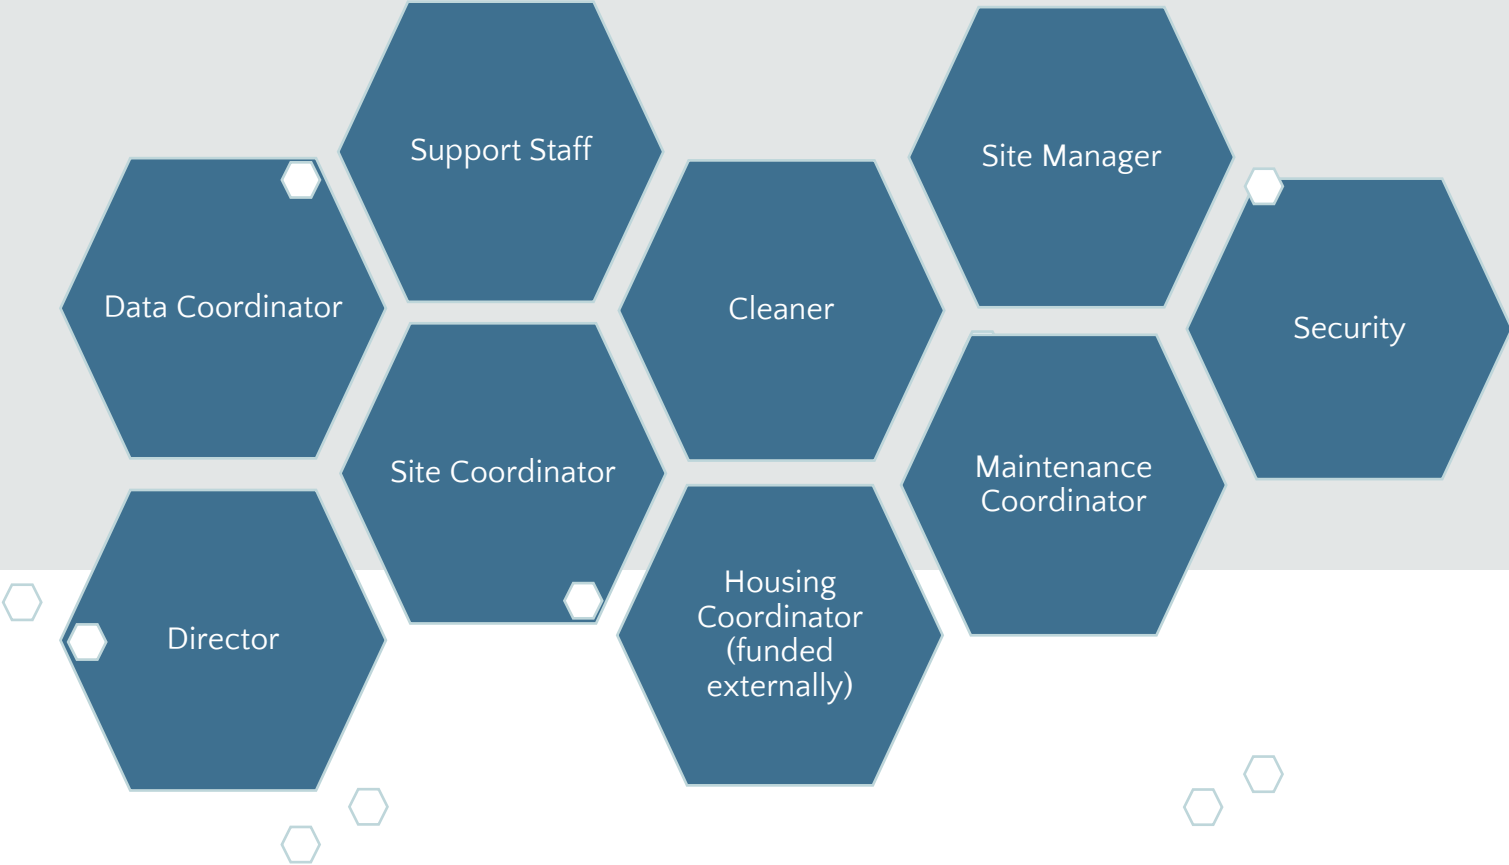 Support Staff
Site Manager
Data Coordinator
Cleaner
Security
Site Coordinator
Maintenance
Coordinator
Director
Housing
Coordinator
(funded
externally)